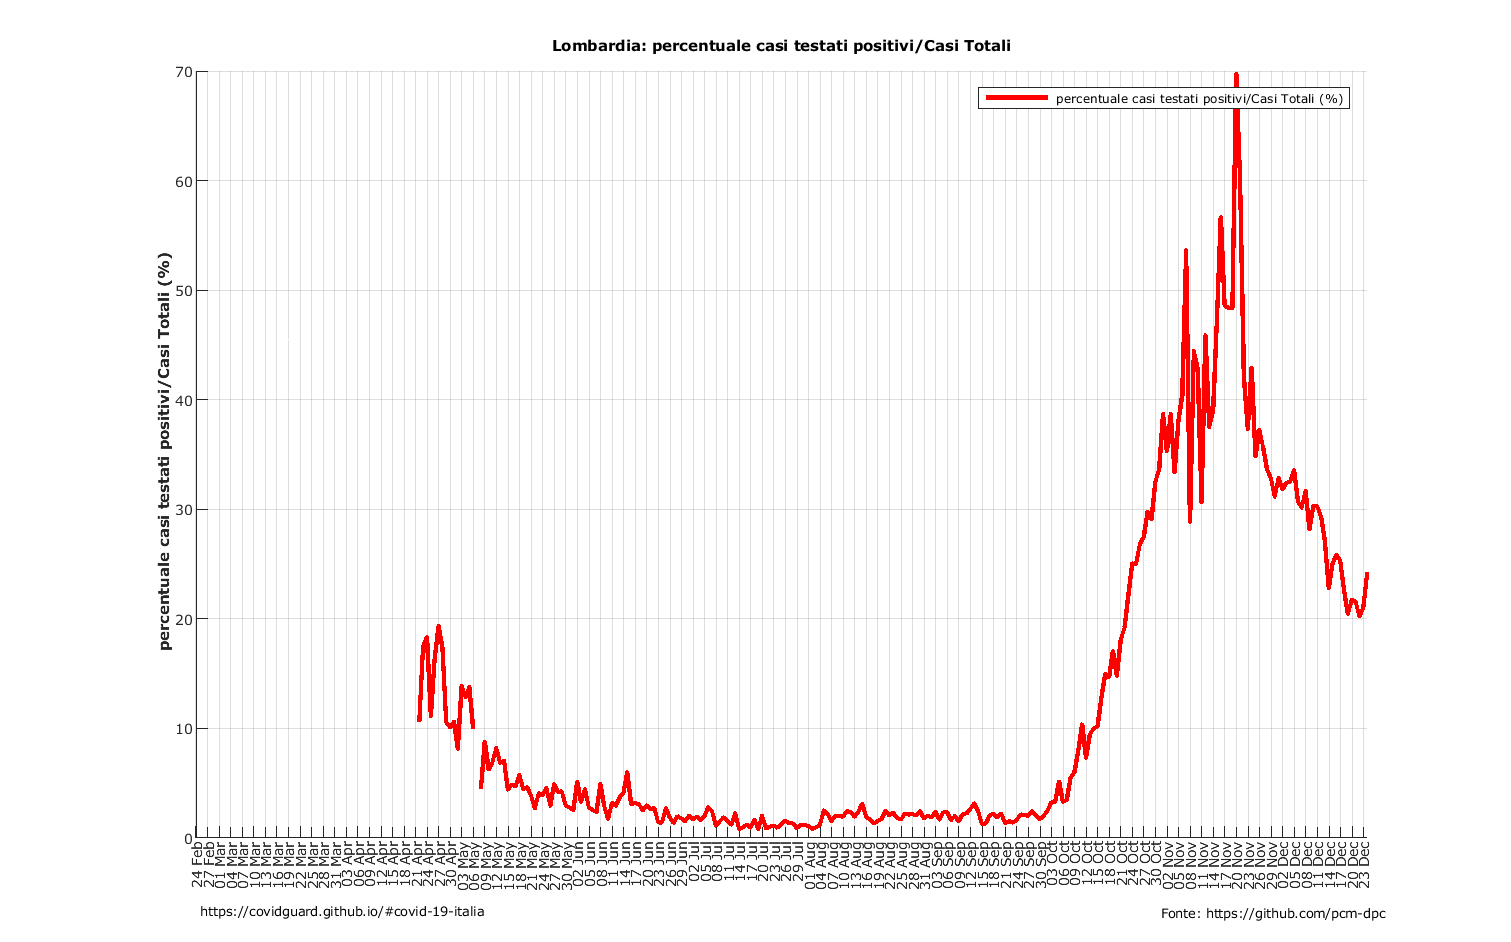 Lombardia: percentuale casi testati positivi/Casi Totali
percentuale casi testati positivi/Casi Totali (%)
percentuale casi testati positivi/Casi Totali (%)
70
60
50
40
30
20
10
0
24 Feb
27 Feb
01 Mar
04 Mar
07 Mar
10 Mar
13 Mar
16 Mar
19 Mar
22 Mar
25 Mar
28 Mar
31 Mar
03 Apr
06 Apr
09 Apr
12 Apr
15 Apr
18 Apr
21 Apr
24 Apr
27 Apr
30 Apr
03 May
06 May
09 May
12 May
15 May
18 May
21 May
24 May
27 May
30 May
02 Jun
05 Jun
08 Jun
11 Jun
14 Jun
17 Jun
20 Jun
23 Jun
26 Jun
29 Jun
02 Jul
05 Jul
08 Jul
11 Jul
14 Jul
17 Jul
20 Jul
23 Jul
26 Jul
29 Jul
01 Aug
04 Aug
07 Aug
10 Aug
13 Aug
16 Aug
19 Aug
22 Aug
25 Aug
28 Aug
31 Aug
03 Sep
06 Sep
09 Sep
12 Sep
15 Sep
18 Sep
21 Sep
24 Sep
27 Sep
30 Sep
03 Oct
06 Oct
09 Oct
12 Oct
15 Oct
18 Oct
21 Oct
24 Oct
27 Oct
30 Oct
02 Nov
05 Nov
08 Nov
11 Nov
14 Nov
17 Nov
20 Nov
23 Nov
26 Nov
29 Nov
02 Dec
05 Dec
08 Dec
11 Dec
14 Dec
17 Dec
20 Dec
23 Dec
https://covidguard.github.io/#covid-19-italia
Fonte: https://github.com/pcm-dpc